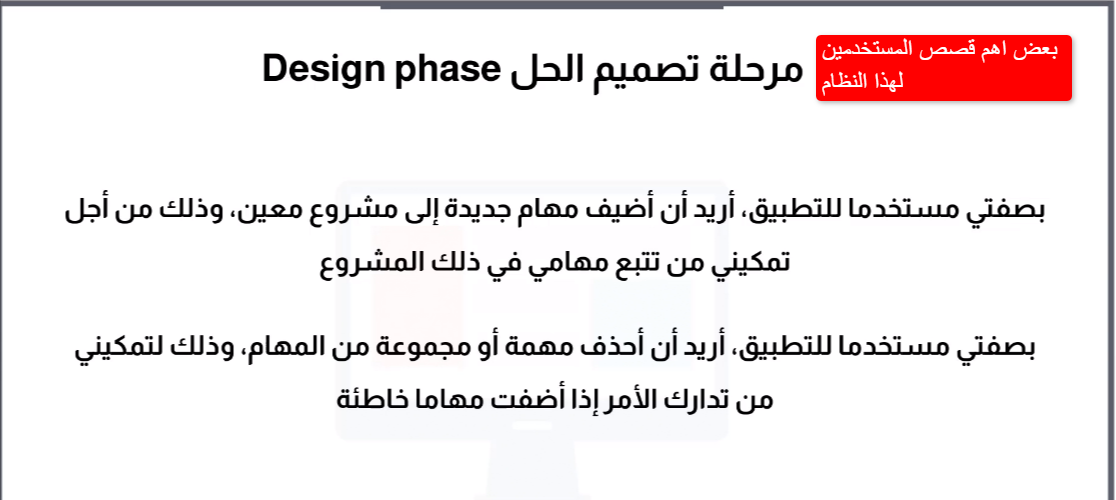 بعض اهم قصص المستخدمين
لهذا النظام
مرحلة تصميم الحل Design phase
بصفتي مستخدما للتطبيق، أريد أن أضيف مهام جديدة إلى مشروع معين، وذلك من أجل
تمكيني من تتبع مهامي في ذلك المشروع
بصفتي مستخدما للتطبيق، أريد أن أحذف مهمة أو مجموعة من المهام، وذلك لتمكيني
من تدارك الأمر إذا أضفت مهاما خاطئة